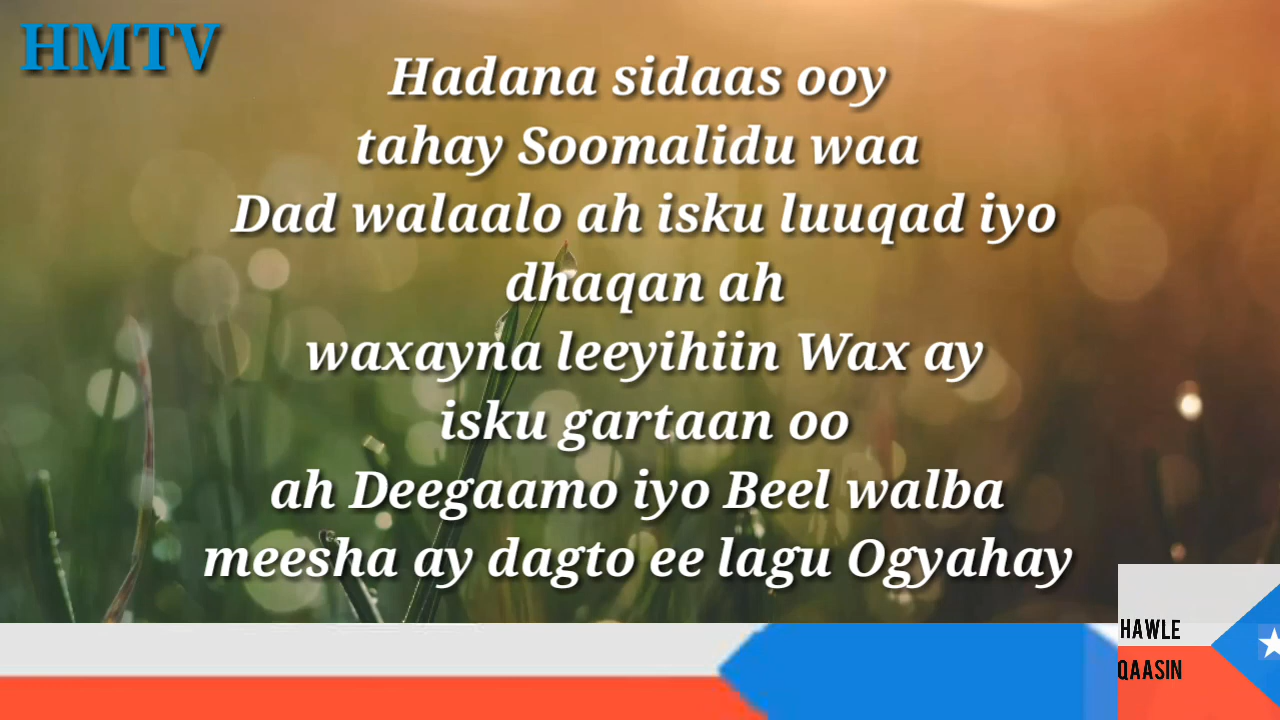 HMTV
Hadana sidaas ooy
tahay Soomalidu waa
Dad walaalo ah isku luuqad iyo
dhaqan ah
waxayna leeyihiin Wax ay
isku gartaan oo
ah Deegaamo iyo Beel walba
meesha ay dagto ee lagu Ogyahay
HAWLE
QAASIN